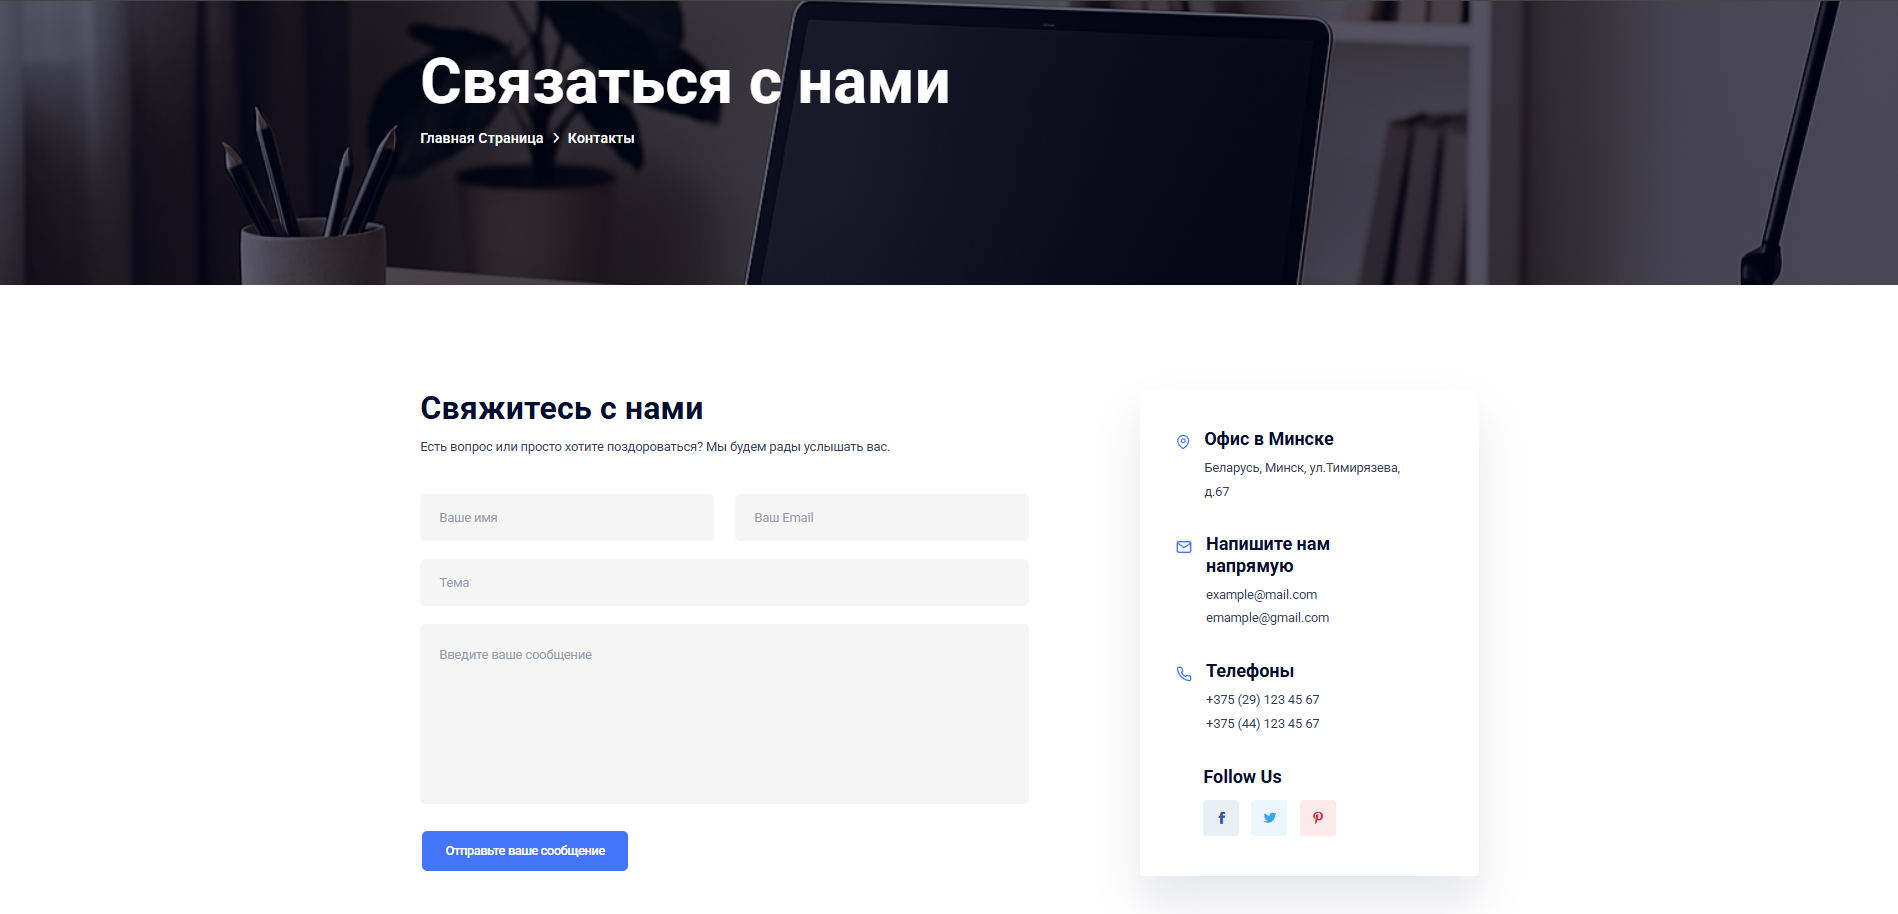 Связаться с нами
Главная Страница > Контакты
Свяжитесь с нами
Есть вопрос или просто хотите поздороваться? Мы будем рады услышать вас.
Ваше имя
Ваш Email
Тема
Введите ваше сообщение
Отправьте ваше сообщение
Офис в Минске
Беларусь, Минск, ул.Тимирязева,
д.67
Напишите нам
напрямую
example@mail.com
emample@gmail.com
Телефоны
+375 (29) 123 45 67
+375 (44) 123 45 67
Follow Us